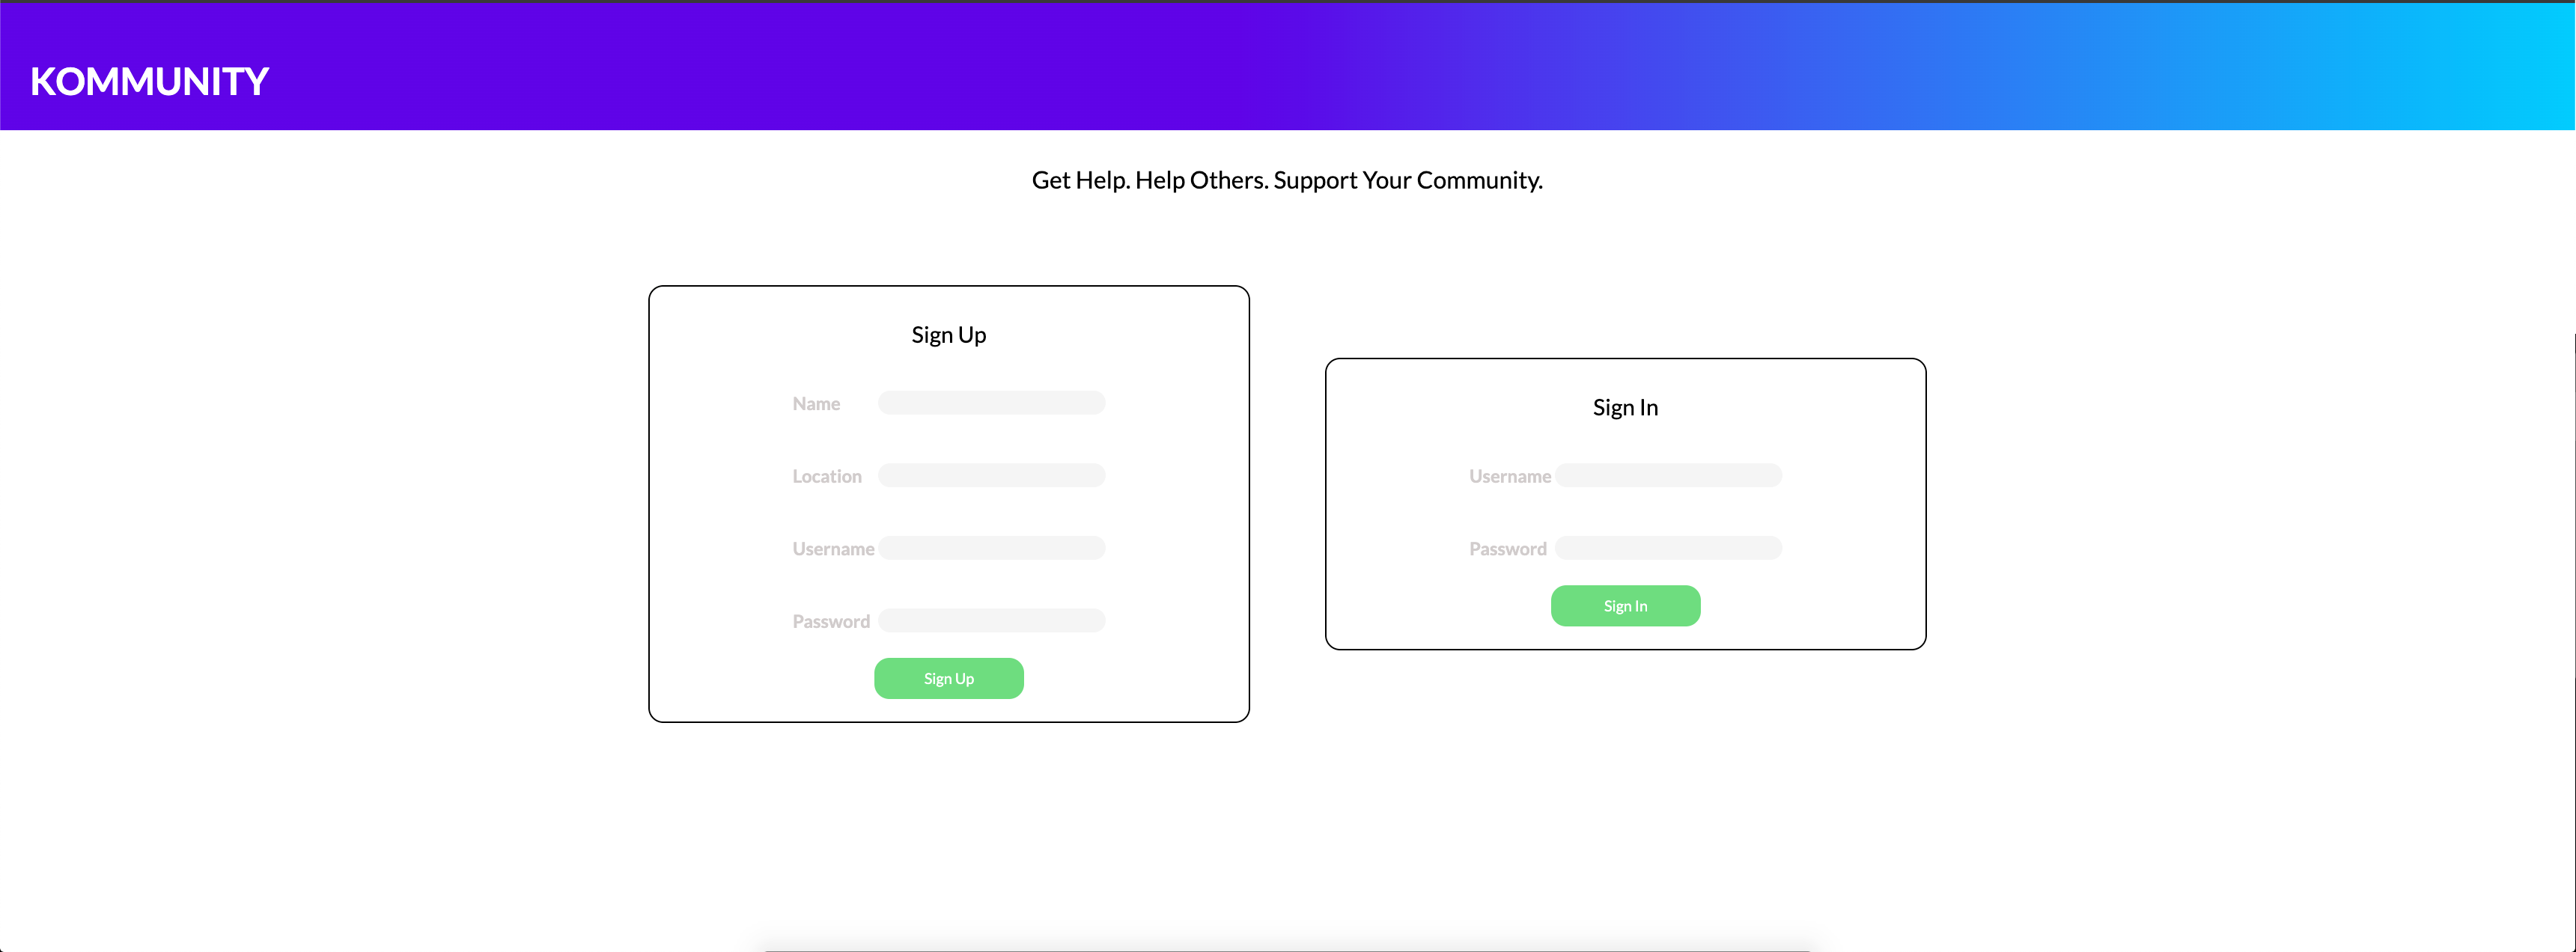 KOMMUNITY
Get Help. Help Others. Support Your Community.
Sign Up
Name
Location
Username
Password
Sign Up
Sign In
Username
Password
Sign In